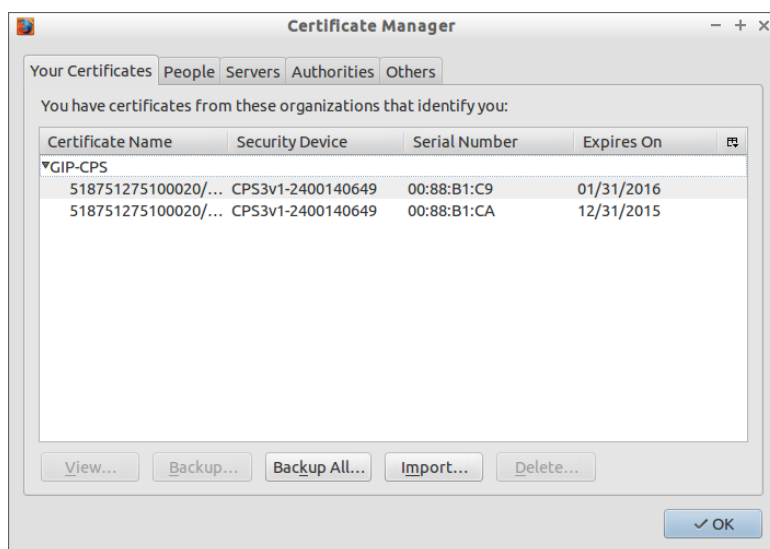 Certificate Manager
Your Certificates People Servers Authorities Others
You have certificates from these organizations that identify you:
Certificate Name Security Device Serial Number Expires On
GIP-CPS
518751275100020/... CPS3v1-2400140649 00:88:B1:C9 01/31/2016
518751275100020/... CPS3v1-2400140649 00:88:B1:CA 12/31/2015
View... Backup... Backup All... Import... Delete...
OK